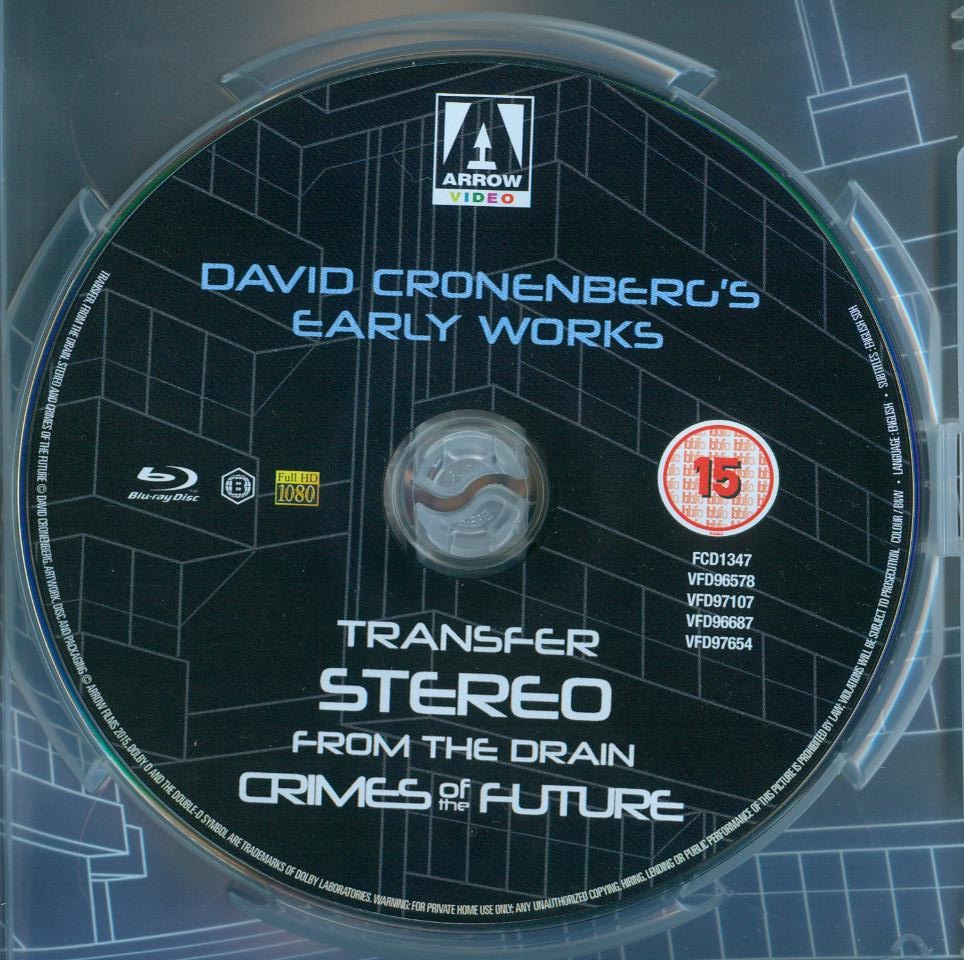 ARROW
VIDEO
DAVID CRONENBERG'S
EARLY WORKS
Blu-ray Disc
B
Full HD
1080
15
FCD1347
VFD96578
VFD97107
VFD96687
VFD97654
TRANSFER
STEREO
FROM THE DRAIN
CRIMES of the FUTURE
TRANSFER, FROM THE DRAIN, STEREO AND CRIMES OF THE FUTURE © DAVID CRONENBERG. ARTWORK, DISC AND PACKAGING © ARROW FILMS 2015. DOLBY D AND THE DOUBLE-D SYMBOL ARE TRADEMARKS OF DOLBY LABORATORIES. WARNING: FOR PRIVATE HOME USE ONLY: ANY UNAUTHORIZED COPYING, HIRING, LENDING OR PUBLIC PERFORMANCE OF THIS PICTURE IS PROHIBITED BY LAW: VIOLATIONS WILL BE SUBJECT TO PROSECUTION. COLOUR / B&W • LANGUAGE: ENGLISH • SUBTITLES: ENGLISH SDH